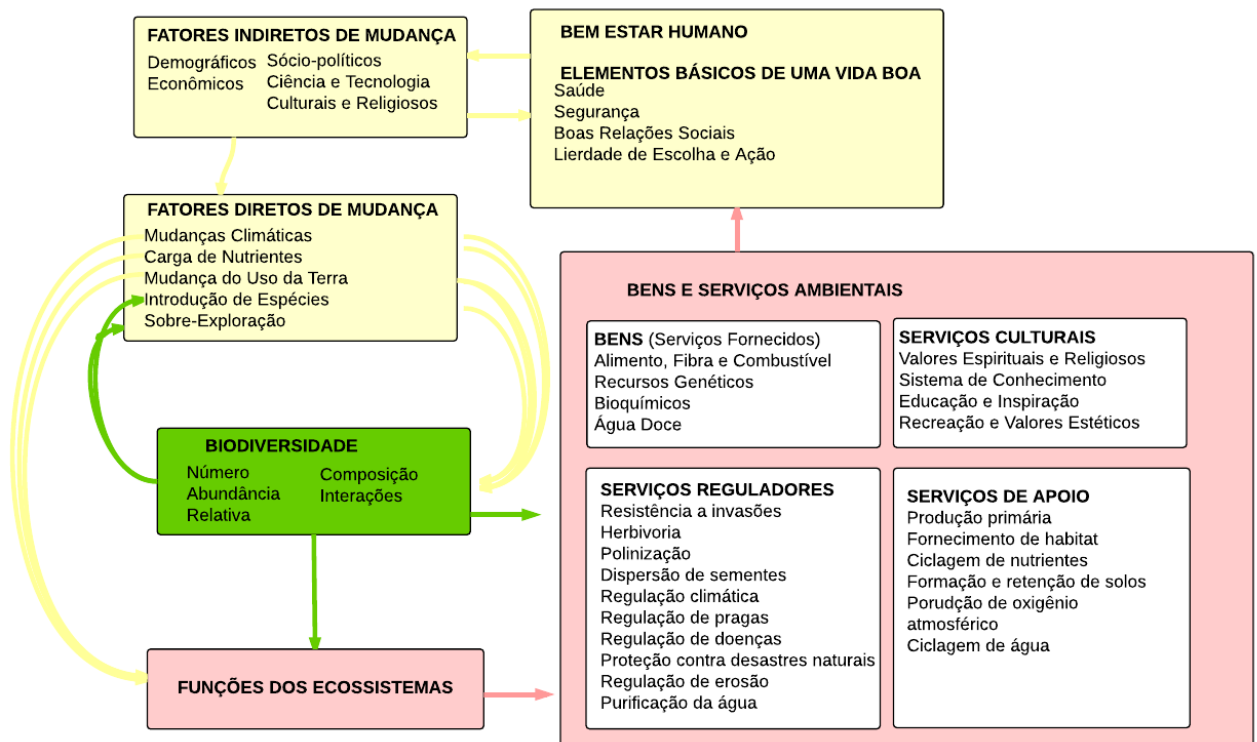 FATORES INDIRETOS DE MUDANÇA
Demográficos
Econômicos
Sócio-políticos
Ciência e Tecnologia
Culturais e Religiosos
BEM ESTAR HUMANO
ELEMENTOS BÁSICOS DE UMA VIDA BOA
Saúde
Segurança
Boas Relações Sociais
Lierdade de Escolha e Ação
FATORES DIRETOS DE MUDANÇA
Mudanças Climáticas
Carga de Nutrientes
Mudança do Uso da Terra
Introdução de Espécies
Sobre-Exploração
BENS E SERVIÇOS AMBIENTAIS
BENS (Serviços Fornecidos)
Alimento, Fibra e Combustível
Recursos Genéticos
Bioquímicos
Água Doce
SERVIÇOS CULTURAIS
Valores Espirituais e Religiosos
Sistema de Conhecimento
Educação e Inspiração
Recreação e Valores Estéticos
BIODIVERSIDADE
Número
Abundância
Relativa
Composição
Interações
SERVIÇOS REGULADORES
Resistência a invasões
Herbivoria
Polinização
Dispersão de sementes
Regulação climática
Regulação de pragas
Regulação de doenças
Proteção contra desastres naturais
Regulação de erosão
Purificação da água
SERVIÇOS DE APOIO
Produção primária
Fornecimento de habitat
Ciclagem de nutrientes
Formação e retenção de solos
Porudção de oxigênio
atmosférico
Ciclagem de água
FUNÇÕES DOS ECOSSISTEMAS